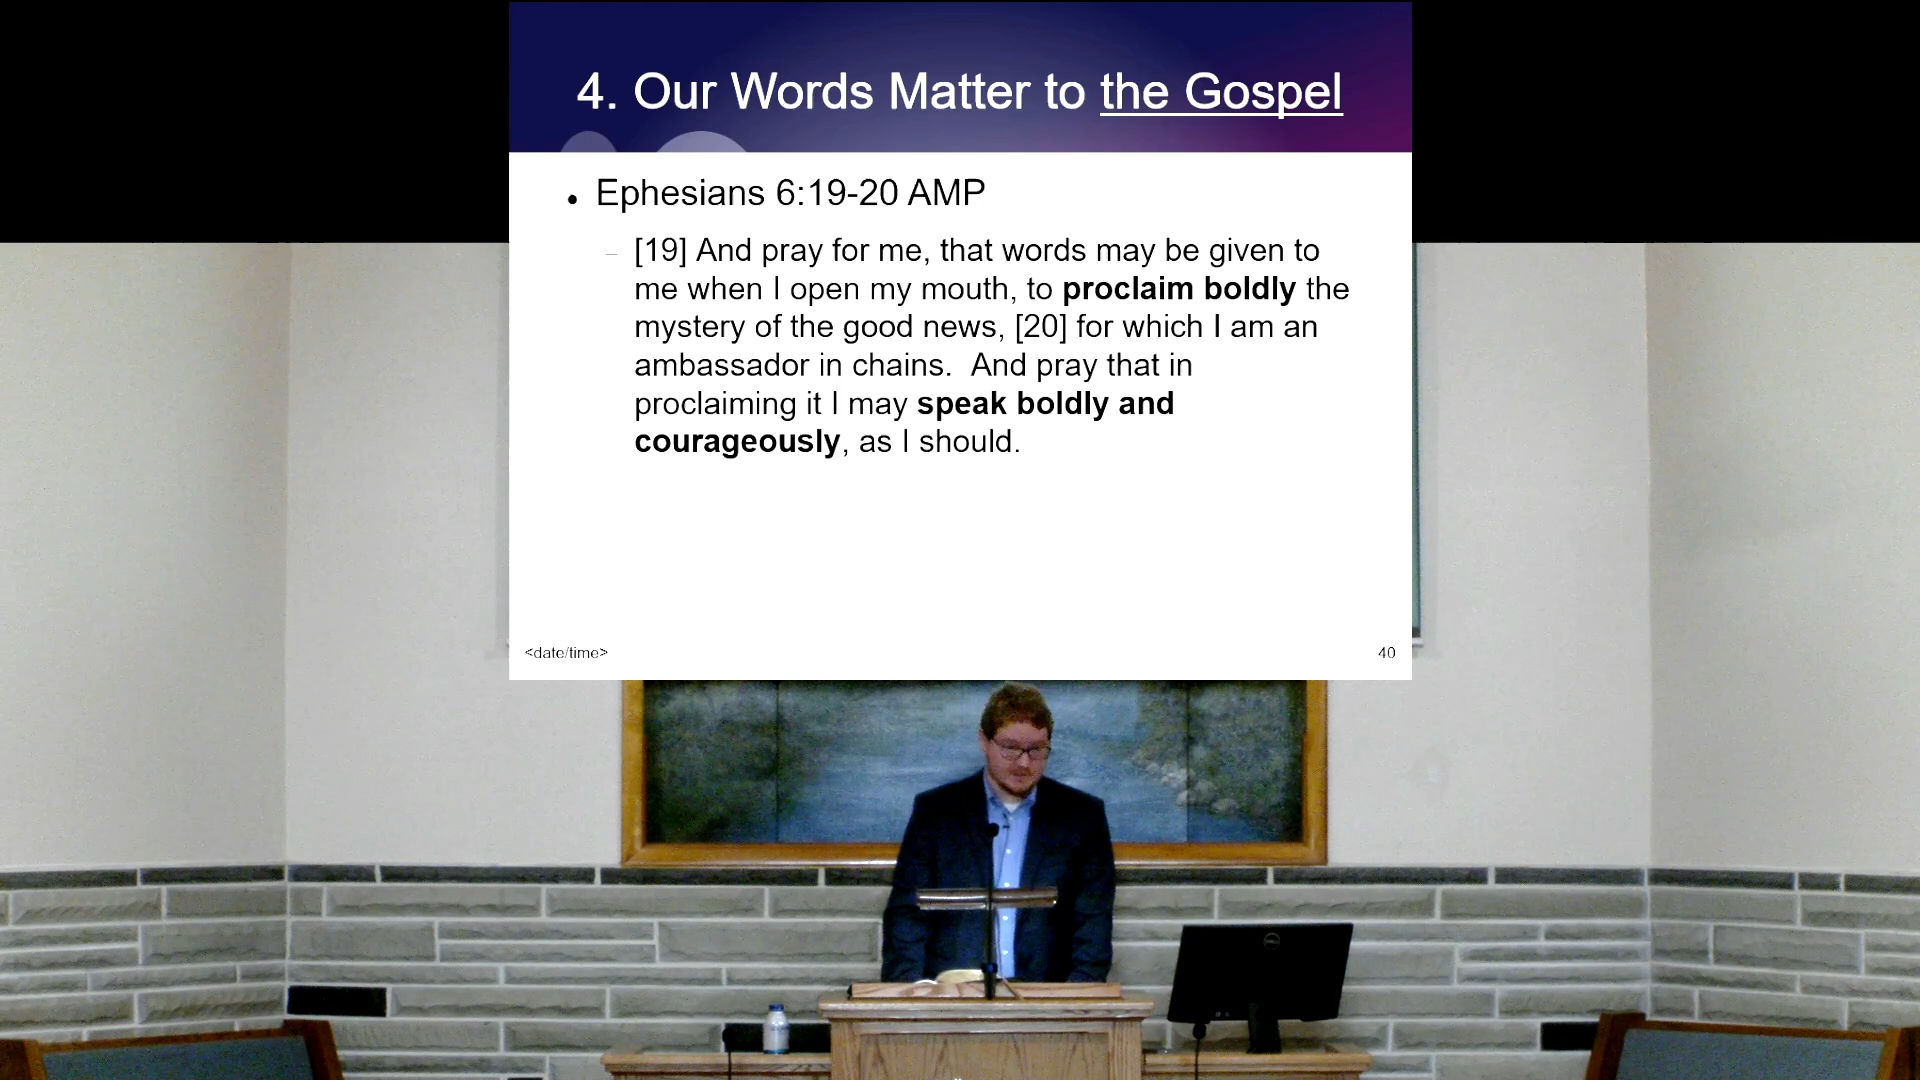 4. Our Words Matter to the Gospel
• Ephesians 6:19-20 AMP
– [19] And pray for me, that words may be given to
me when I open my mouth, to proclaim boldly the
mystery of the good news, [20] for which I am an
ambassador in chains.  And pray that in
proclaiming it I may speak boldly and
courageously, as I should.
<date/time>
40
DELL